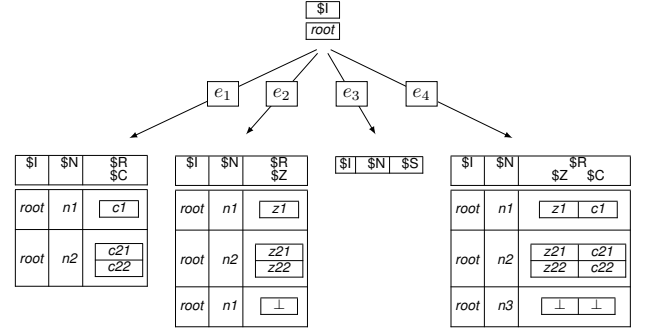 $I
root
e1 e2 e3 e4
$I $N $R $C
root n1 c1
root n2 c21
c22
$I $N $R $Z
root n1 z1
root n2 z21
z22
root n1 ⊥
$I $N $S
$I $N $R
$Z $C
root n1 z1 c1
root n2 z21 c21
z22 c22
root n3 ⊥ ⊥